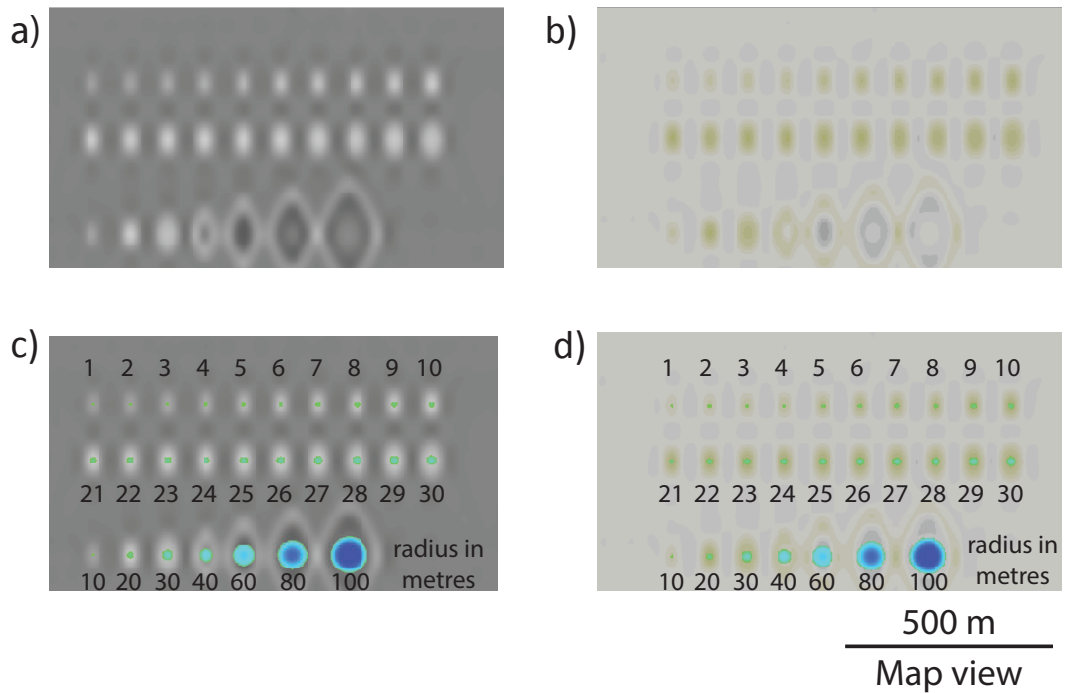 a)
b)
c)
1 2 3 4 5 6 7 8 9 10
21 22 23 24 25 26 27 28 29 30
radius in
metres
10 20 30 40 60 80 100
d)
1 2 3 4 5 6 7 8 9 10
21 22 23 24 25 26 27 28 29 30
radius in
metres
10 20 30 40 60 80 100
500 m
Map view